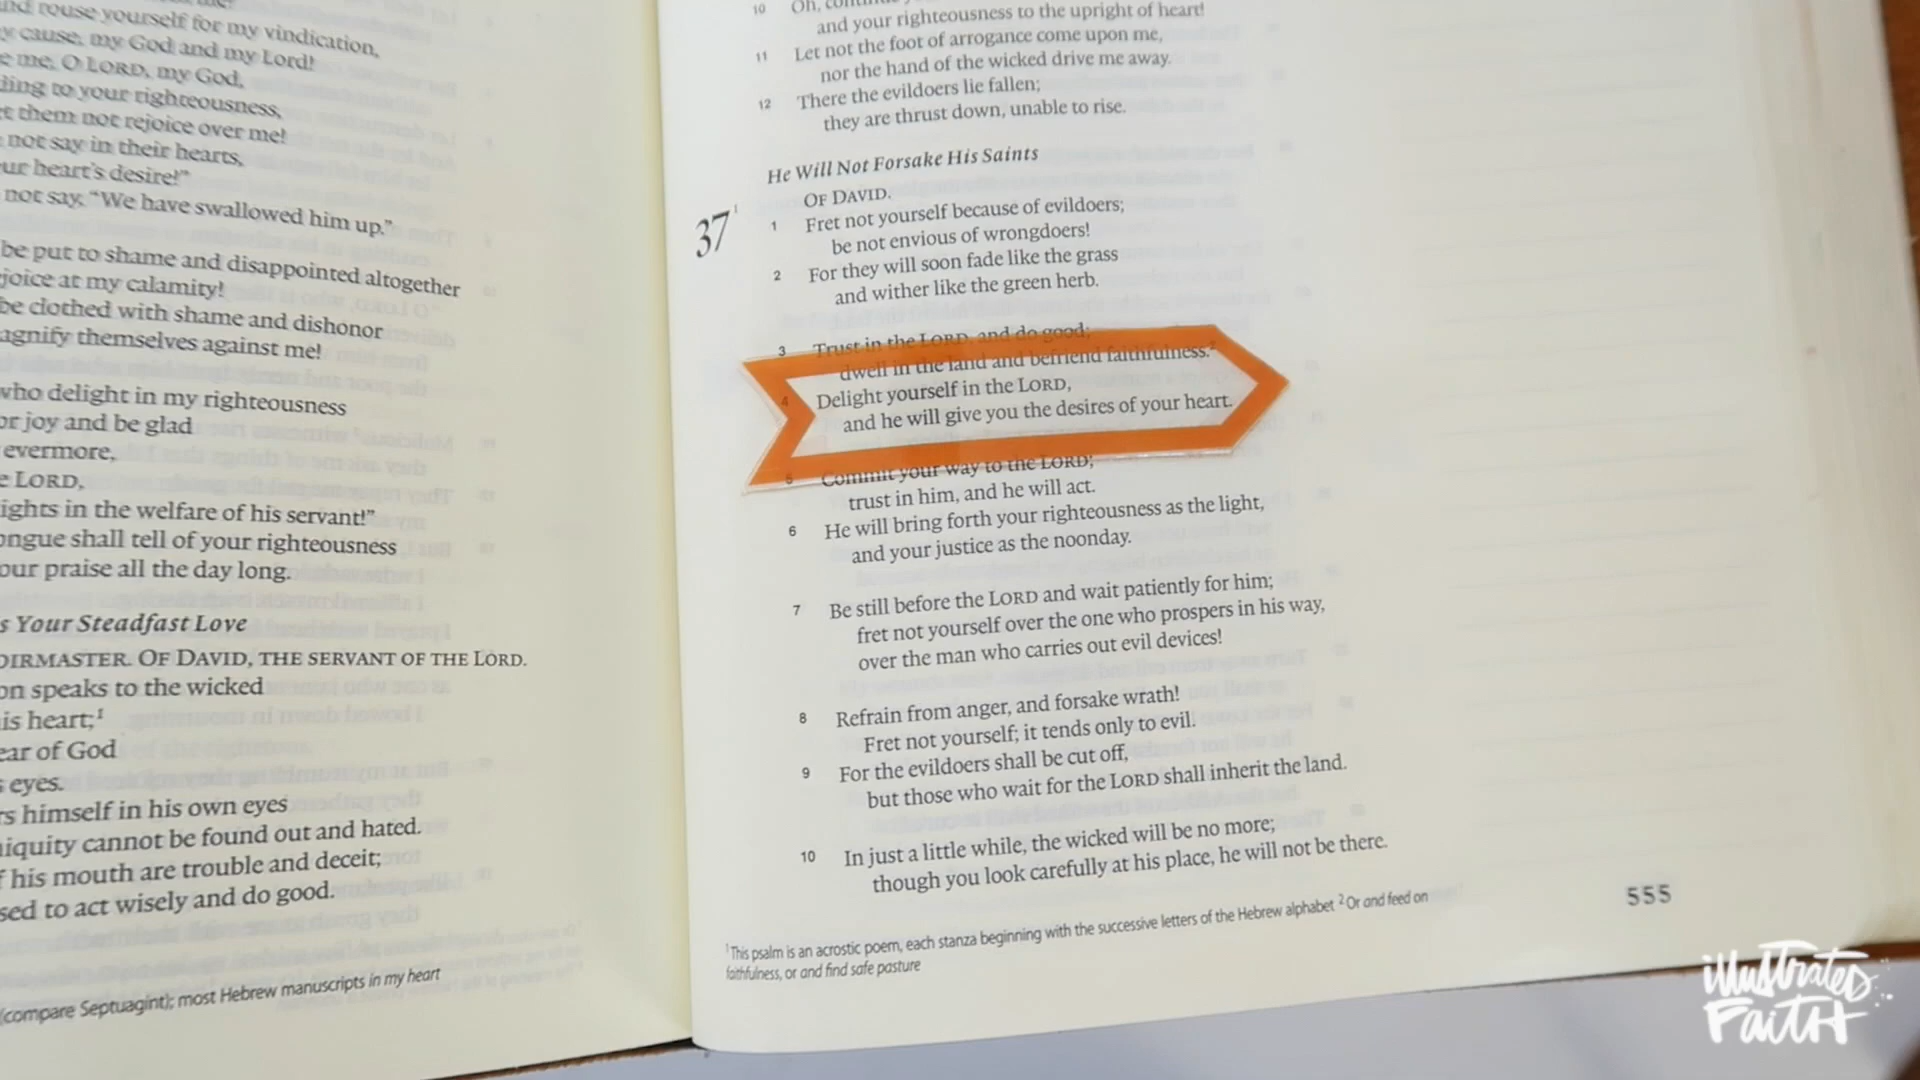 and rouse yourself for my vindication,
cause, my God and my Lord!
me, O LORD, my God,
to your righteousness,
them not rejoice over me!
not say in their hearts,
heart's desire!”
not say, “We have swallowed him up.”
be put to shame and disappointed altogether
at my calamity!
be clothed with shame and dishonor
themselves against me!
who delight in my righteousness
joy and be glad
evermore,
LORD,
in the welfare of his servant!”
shall tell of your righteousness
praise all the day long.
Your Steadfast Love
OF DAVID, THE SERVANT OF THE LORD.
speaks to the wicked
heart;1
of God
eyes.
himself in his own eyes
cannot be found out and hated.
his mouth are trouble and deceit;
to act wisely and do good.
(compare Septuagint); most Hebrew manuscripts in my heart
10 Oh,
and your righteousness to the upright of heart!
11 Let not the foot of arrogance come upon me,
nor the hand of the wicked drive me away.
12 There the evildoers lie fallen;
they are thrust down, unable to rise.
He Will Not Forsake His Saints
37 1 OF DAVID.
1 Fret not yourself because of evildoers;
be not envious of wrongdoers!
2 For they will soon fade like the grass
and wither like the green herb.
3 Trust in the LORD, and do good;
dwell in the land and befriend faithfulness.2
4 Delight yourself in the LORD,
and he will give you the desires of your heart.
5 Commit your way to the LORD;
trust in him, and he will act.
6 He will bring forth your righteousness as the light,
and your justice as the noonday.
7 Be still before the LORD and wait patiently for him;
fret not yourself over the one who prospers in his way,
over the man who carries out evil devices!
8 Refrain from anger, and forsake wrath!
Fret not yourself; it tends only to evil.
9 For the evildoers shall be cut off,
but those who wait for the LORD shall inherit the land.
10 In just a little while, the wicked will be no more;
though you look carefully at his place, he will not be there.
1 This psalm is an acrostic poem, each stanza beginning with the successive letters of the Hebrew alphabet 2 Or and feed on
faithfulness, or and find safe pasture
555
illustrated
Faith